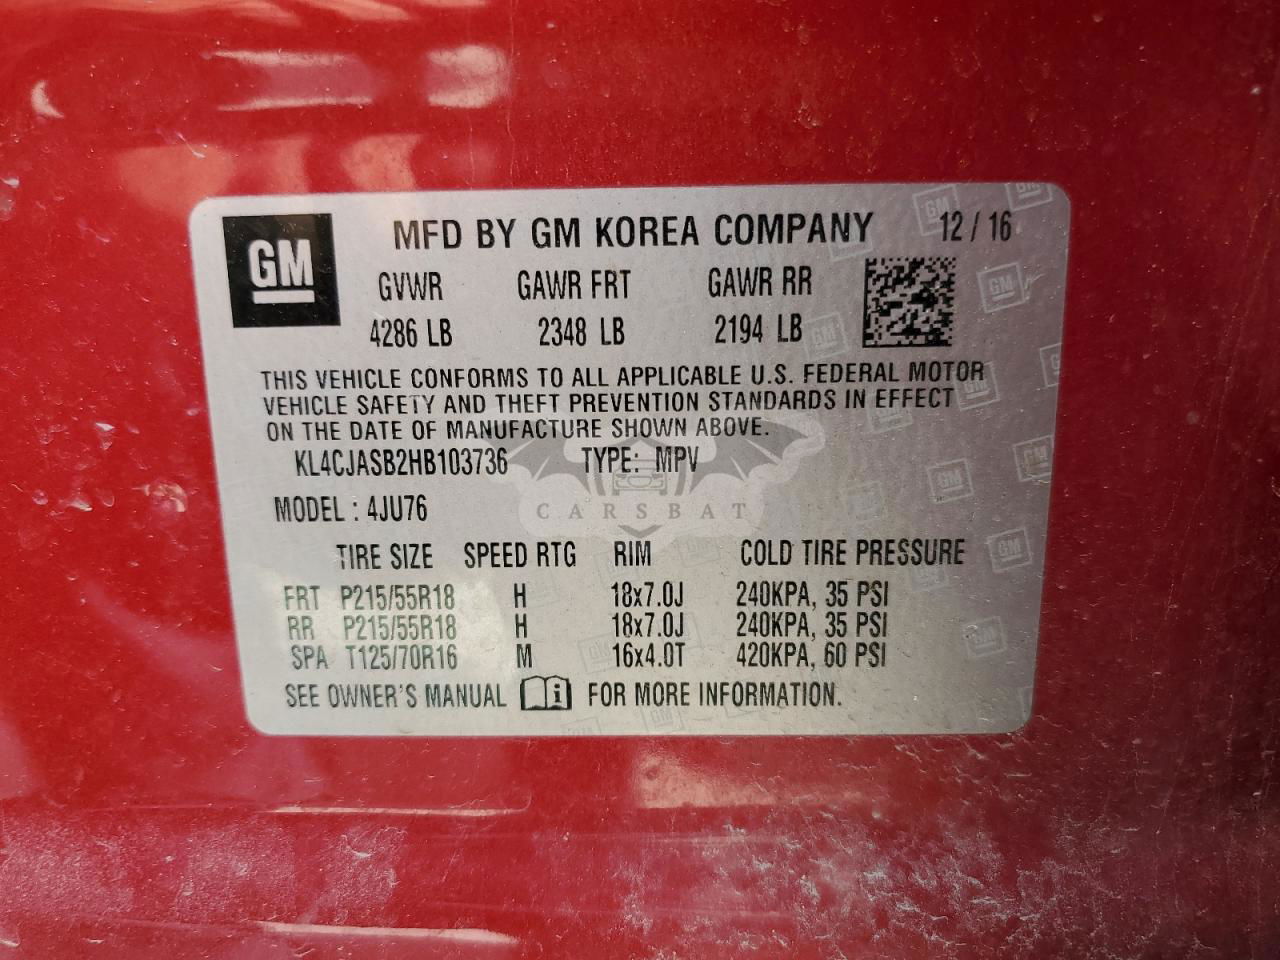 GM MFD BY GM KOREA COMPANY 12 / 16
GVWR GAWR FRT GAWR RR
4286 LB 2348 LB 2194 LB
THIS VEHICLE CONFORMS TO ALL APPLICABLE U.S. FEDERAL MOTOR
VEHICLE SAFETY AND THEFT PREVENTION STANDARDS IN EFFECT
ON THE DATE OF MANUFACTURE SHOWN ABOVE.
KL4CJASB2HB103736 TYPE: MPV
MODEL : 4JU76
CARSBAT
TIRE SIZE SPEED RTG RIM COLD TIRE PRESSURE
FRT P215/55R18 H 18x7.0J 240KPA, 35 PSI
RR P215/55R18 H 18x7.0J 240KPA, 35 PSI
SPA T125/70R16 M 16x4.0T 420KPA, 60 PSI
SEE OWNER'S MANUAL i FOR MORE INFORMATION.